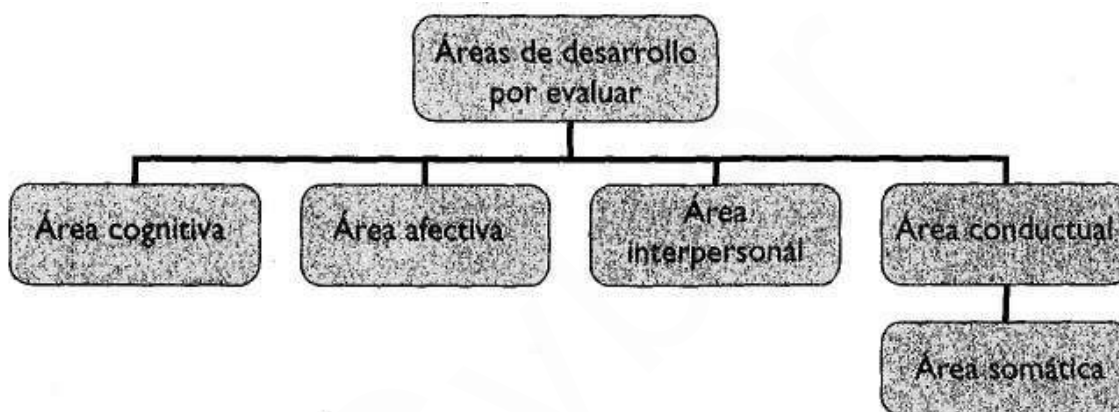 Áreas de desarrollo
por evaluar
Área cognitiva
Área afectiva
Área
interpersonal
Área conductual
Área somática